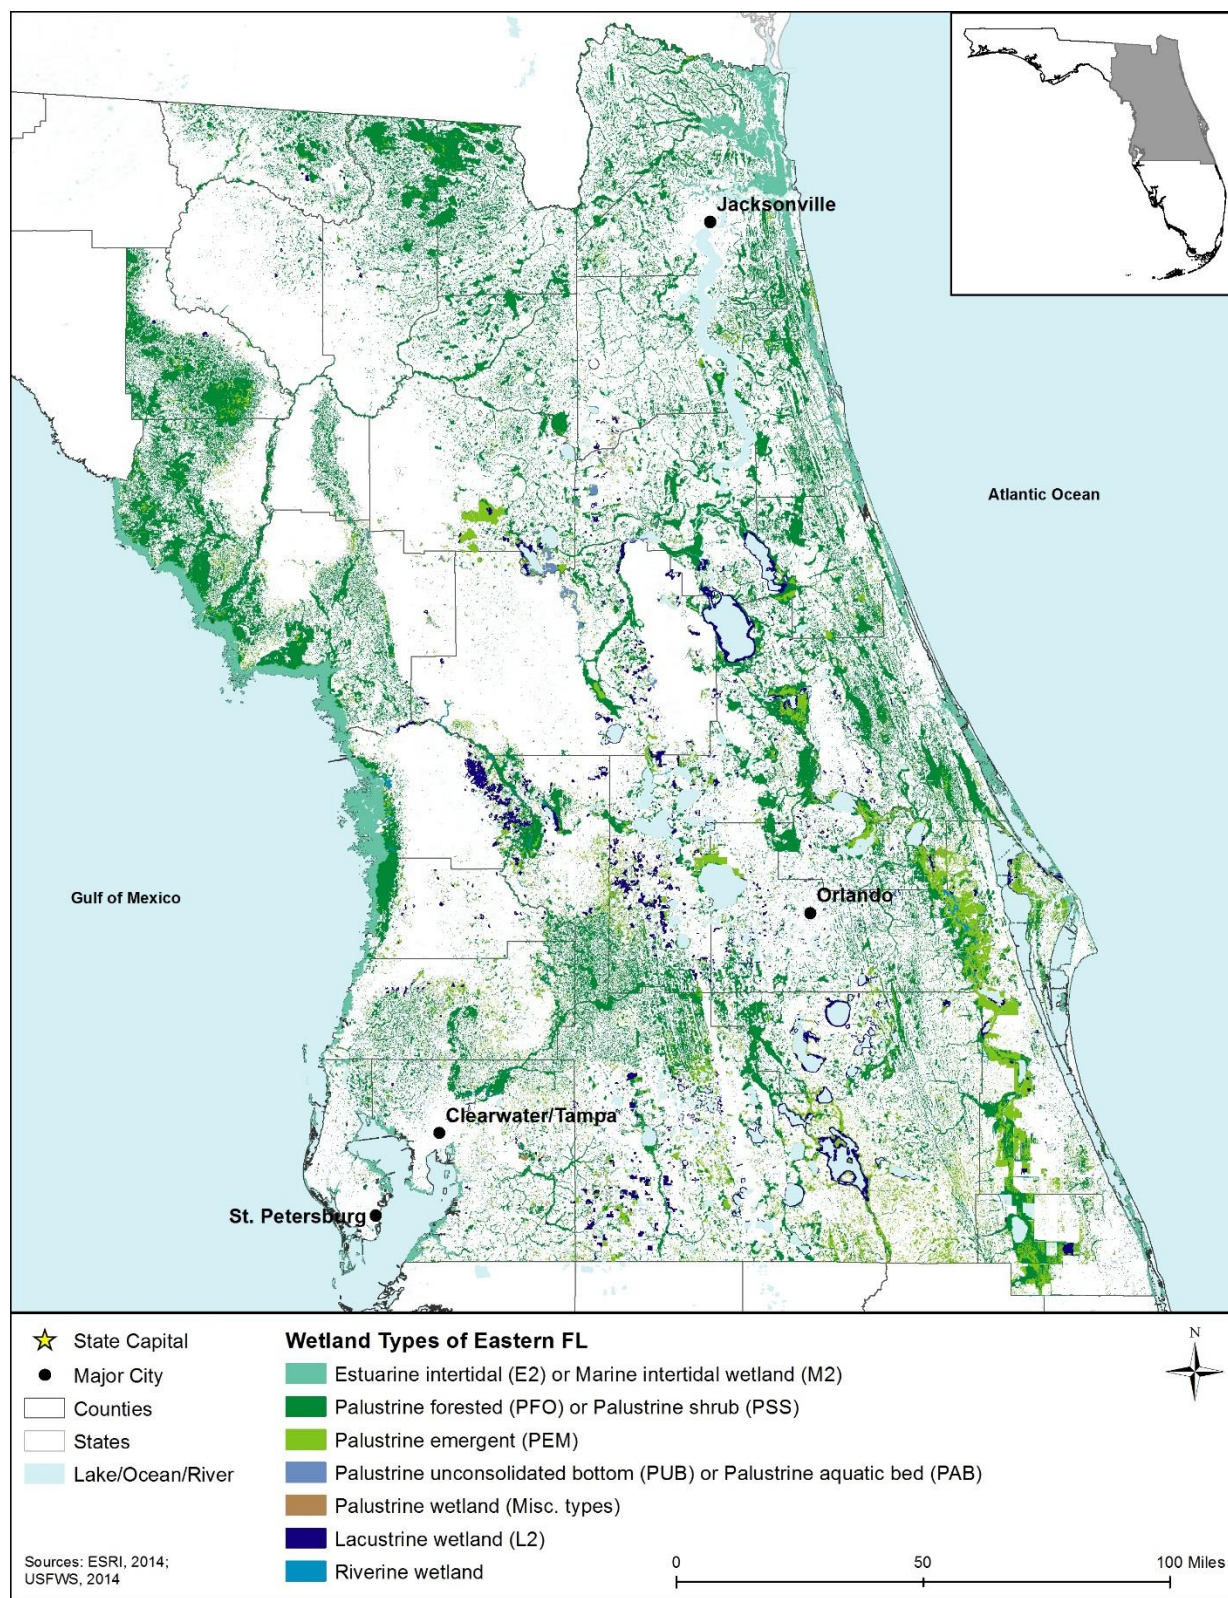 Jacksonville
Atlantic Ocean
Gulf of Mexico
Orlando
Clearwater/Tampa
St. Petersburg
State Capital
Major City
Counties
States
Lake/Ocean/River
Sources: ESRI, 2014;
USFWS, 2014
Wetland Types of Eastern FL
Estuarine intertidal (E2) or Marine intertidal wetland (M2)
Palustrine forested (PFO) or Palustrine shrub (PSS)
Palustrine emergent (PEM)
Palustrine unconsolidated bottom (PUB) or Palustrine aquatic bed (PAB)
Palustrine wetland (Misc. types)
Lacustrine wetland (L2)
Riverine wetland
N
0 50 100 Miles